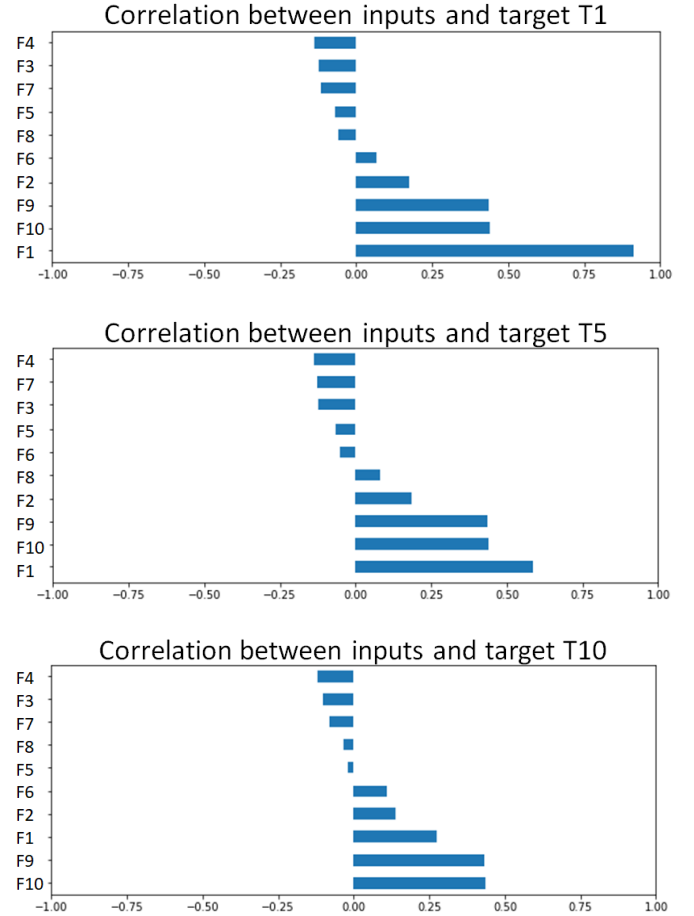 Correlation between inputs and target T1
F4
F3
F7
F5
F8
F6
F2
F9
F10
F1
−1.00 −0.75 −0.50 −0.25 0.00 0.25 0.50 0.75 1.00
Correlation between inputs and target T5
F4
F7
F3
F5
F6
F8
F2
F9
F10
F1
−1.00 −0.75 −0.50 −0.25 0.00 0.25 0.50 0.75 1.00
Correlation between inputs and target T10
F4
F3
F7
F8
F5
F6
F2
F1
F9
F10
−1.00 −0.75 −0.50 −0.25 0.00 0.25 0.50 0.75 1.00